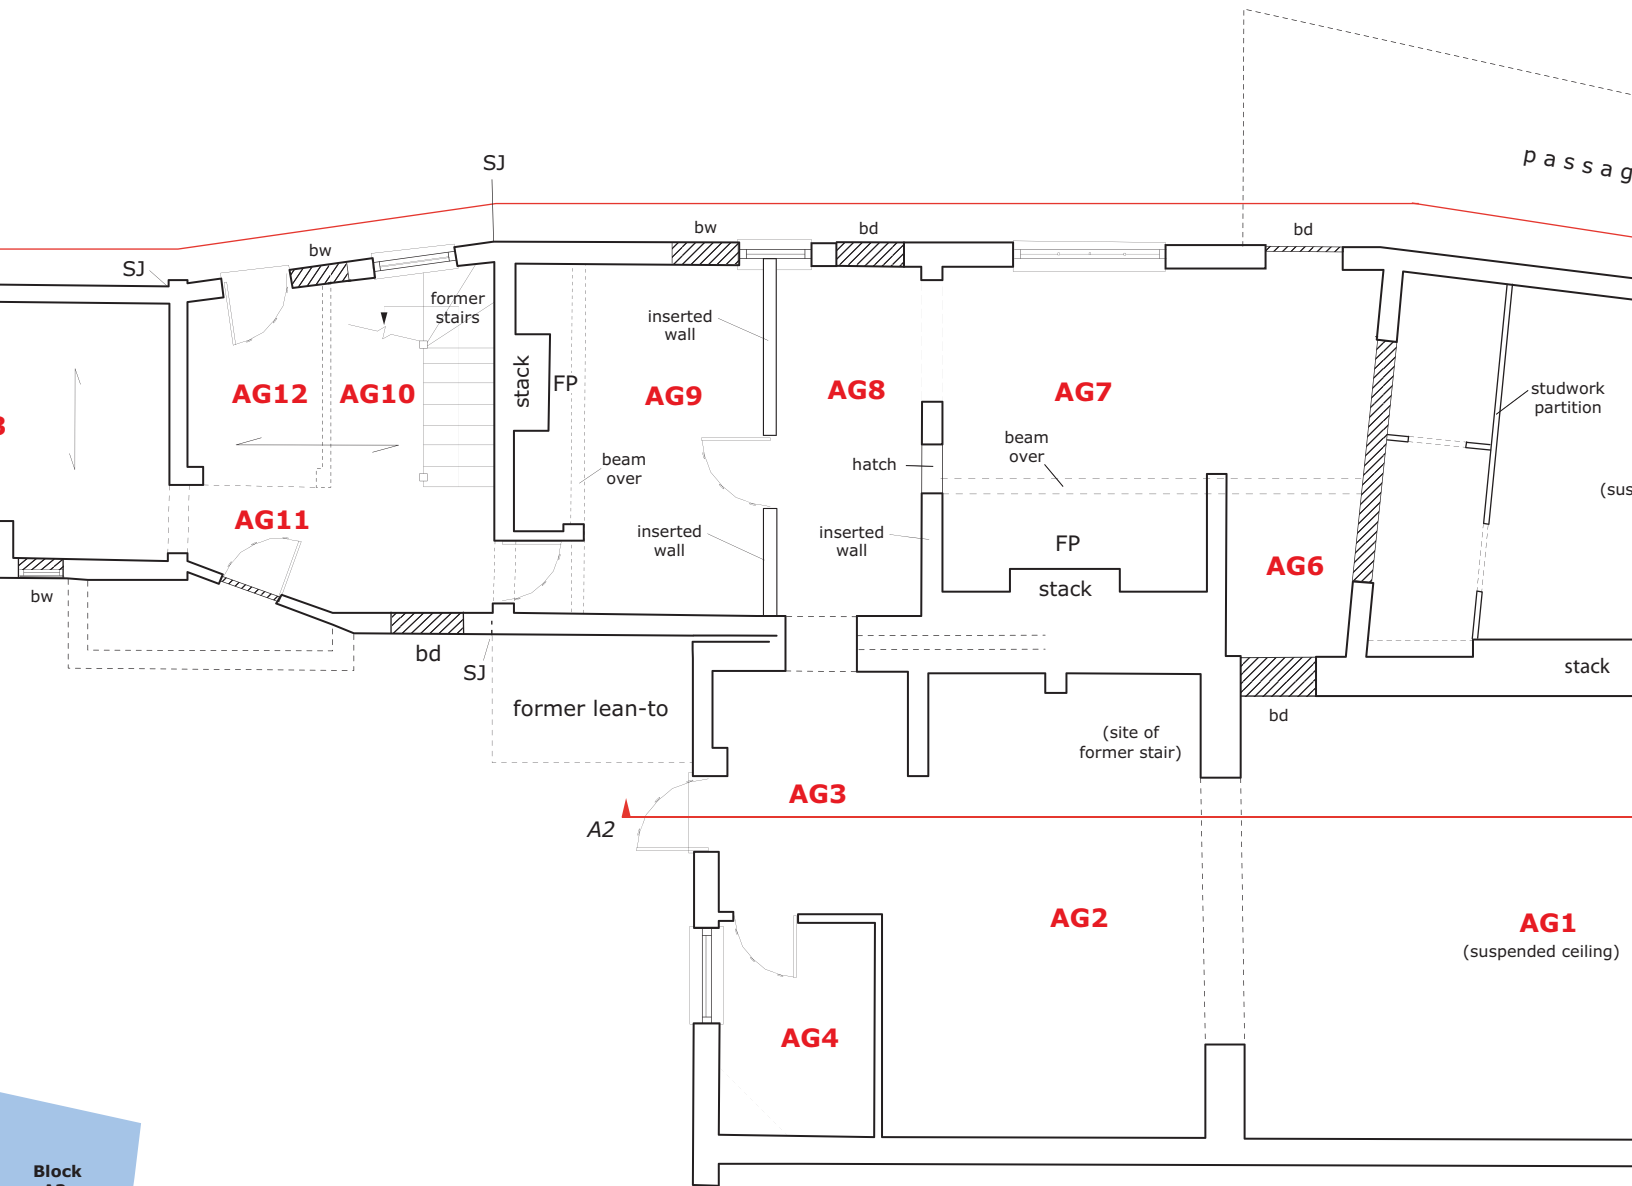 passag
SJ
bw
bd
bd
bw
SJ
former
stairs
inserted
wall
stack
FP
AG12
AG10
AG9
AG8
AG7
studwork
partition
3
beam
over
beam
over
hatch
(sus
AG11
inserted
wall
inserted
wall
FP
AG6
stack
bw
bd
SJ
stack
former lean-to
bd
(site of
former stair)
AG3
A2
AG2
AG1
(suspended ceiling)
AG4
Block